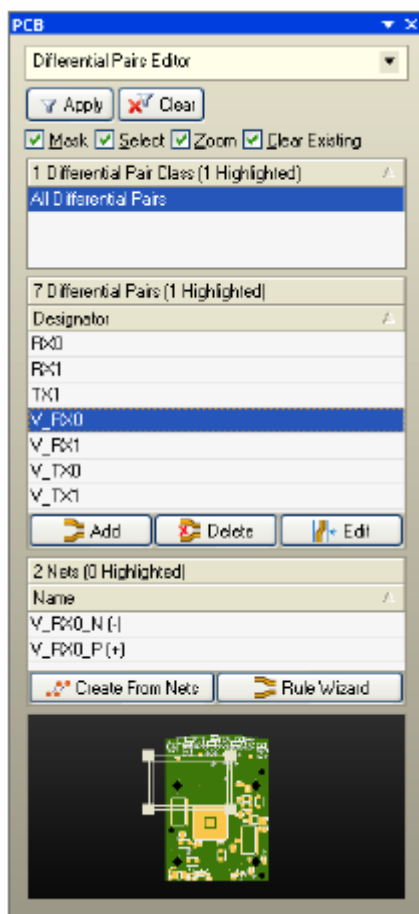 PCB
Differential Pairs Editor
Apply Clear
Mask Select Zoom Clear Existing
1 Differential Pair Class (1 Highlighted)
All Differential Pairs
7 Differential Pairs (1 Highlighted)
Designator
RX0
RX1
TX1
V_RX0
V_RX1
V_TX0
V_TX1
Add Delete Edit
2 Nets (0 Highlighted)
Name
V_RX0_N (-)
V_RX0_P (+)
Create From Nets Rule Wizard